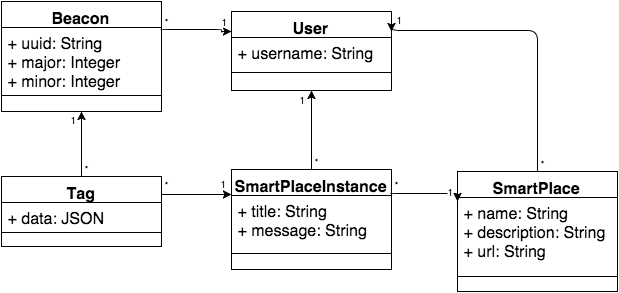 Beacon
+ uuid: String
+ major: Integer
+ minor: Integer
*
1
User
+ username: String
1
1
*
1
*
Tag
+ data: JSON
*
1
SmartPlaceInstance
+ title: String
+ message: String
*
1
*
SmartPlace
+ name: String
+ description: String
+ url: String